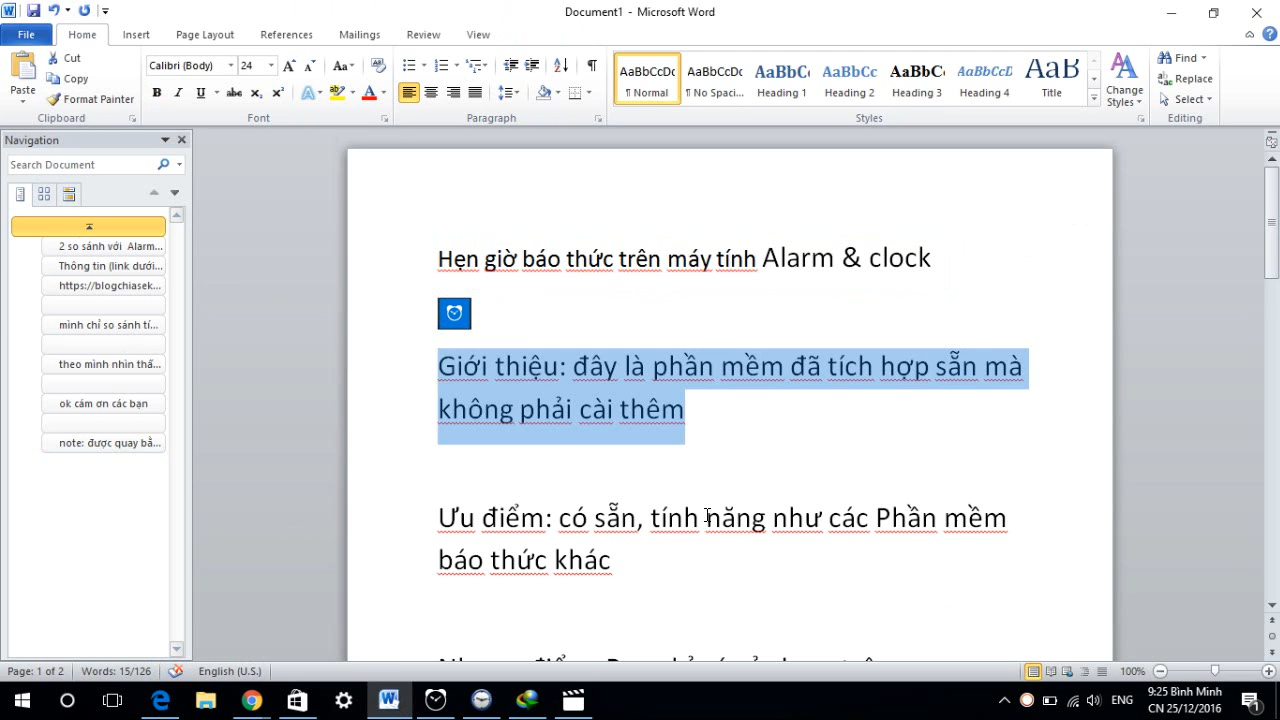 Document1 - Microsoft Word
File Home Insert Page Layout References Mailings Review View
Paste
Cut
Copy
Format Painter
Clipboard
Calibri (Body) 24
Font
Paragraph
AaBbCcDc AaBbCcDc AaBbC AaBbCc AaBbCc AaBbCcD AaB
¶ Normal ¶ No Spaci... Heading 1 Heading 2 Heading 3 Heading 4 Title
Change Styles
Styles
Find
Replace
Select
Editing
Navigation
Search Document
2 so sánh với Alarm...
Thông tin (link dưới...
https://blogchiasek...
mình chỉ so sánh tí...
theo mình nhìn thấ...
ok cám ơn các bạn
note: được quay bằ...
Hẹn giờ báo thức trên máy tính Alarm & clock
Giới thiệu: đây là phần mềm đã tích hợp sẵn mà
không phải cài thêm
Ưu điểm: có sẵn, tính năng như các Phần mềm
báo thức khác
Page: 1 of 2 Words: 15/126 English (U.S.) 100%
ENG
9:25 Bình Minh
CN 25/12/2016